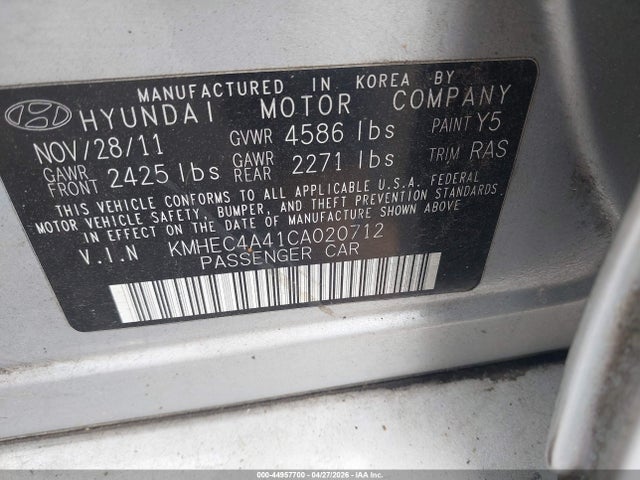 MANUFACTURED IN KOREA BY
HYUNDAI MOTOR COMPANY
NOV/28/11 GVWR 4586 lbs PAINT Y5
GAWR FRONT 2425 lbs GAWR REAR 2271 lbs TRIM RAS
THIS VEHICLE CONFORMS TO ALL APPLICABLE U.S.A. FEDERAL
MOTOR VEHICLE SAFETY, BUMPER, AND THEFT PREVENTION STANDARDS
IN EFFECT ON THE DATE OF MANUFACTURE SHOWN ABOVE.
V.I.N KMHEC4A41CA020712
PASSENGER CAR
000-44957700 - 04/27/2026 - COPART